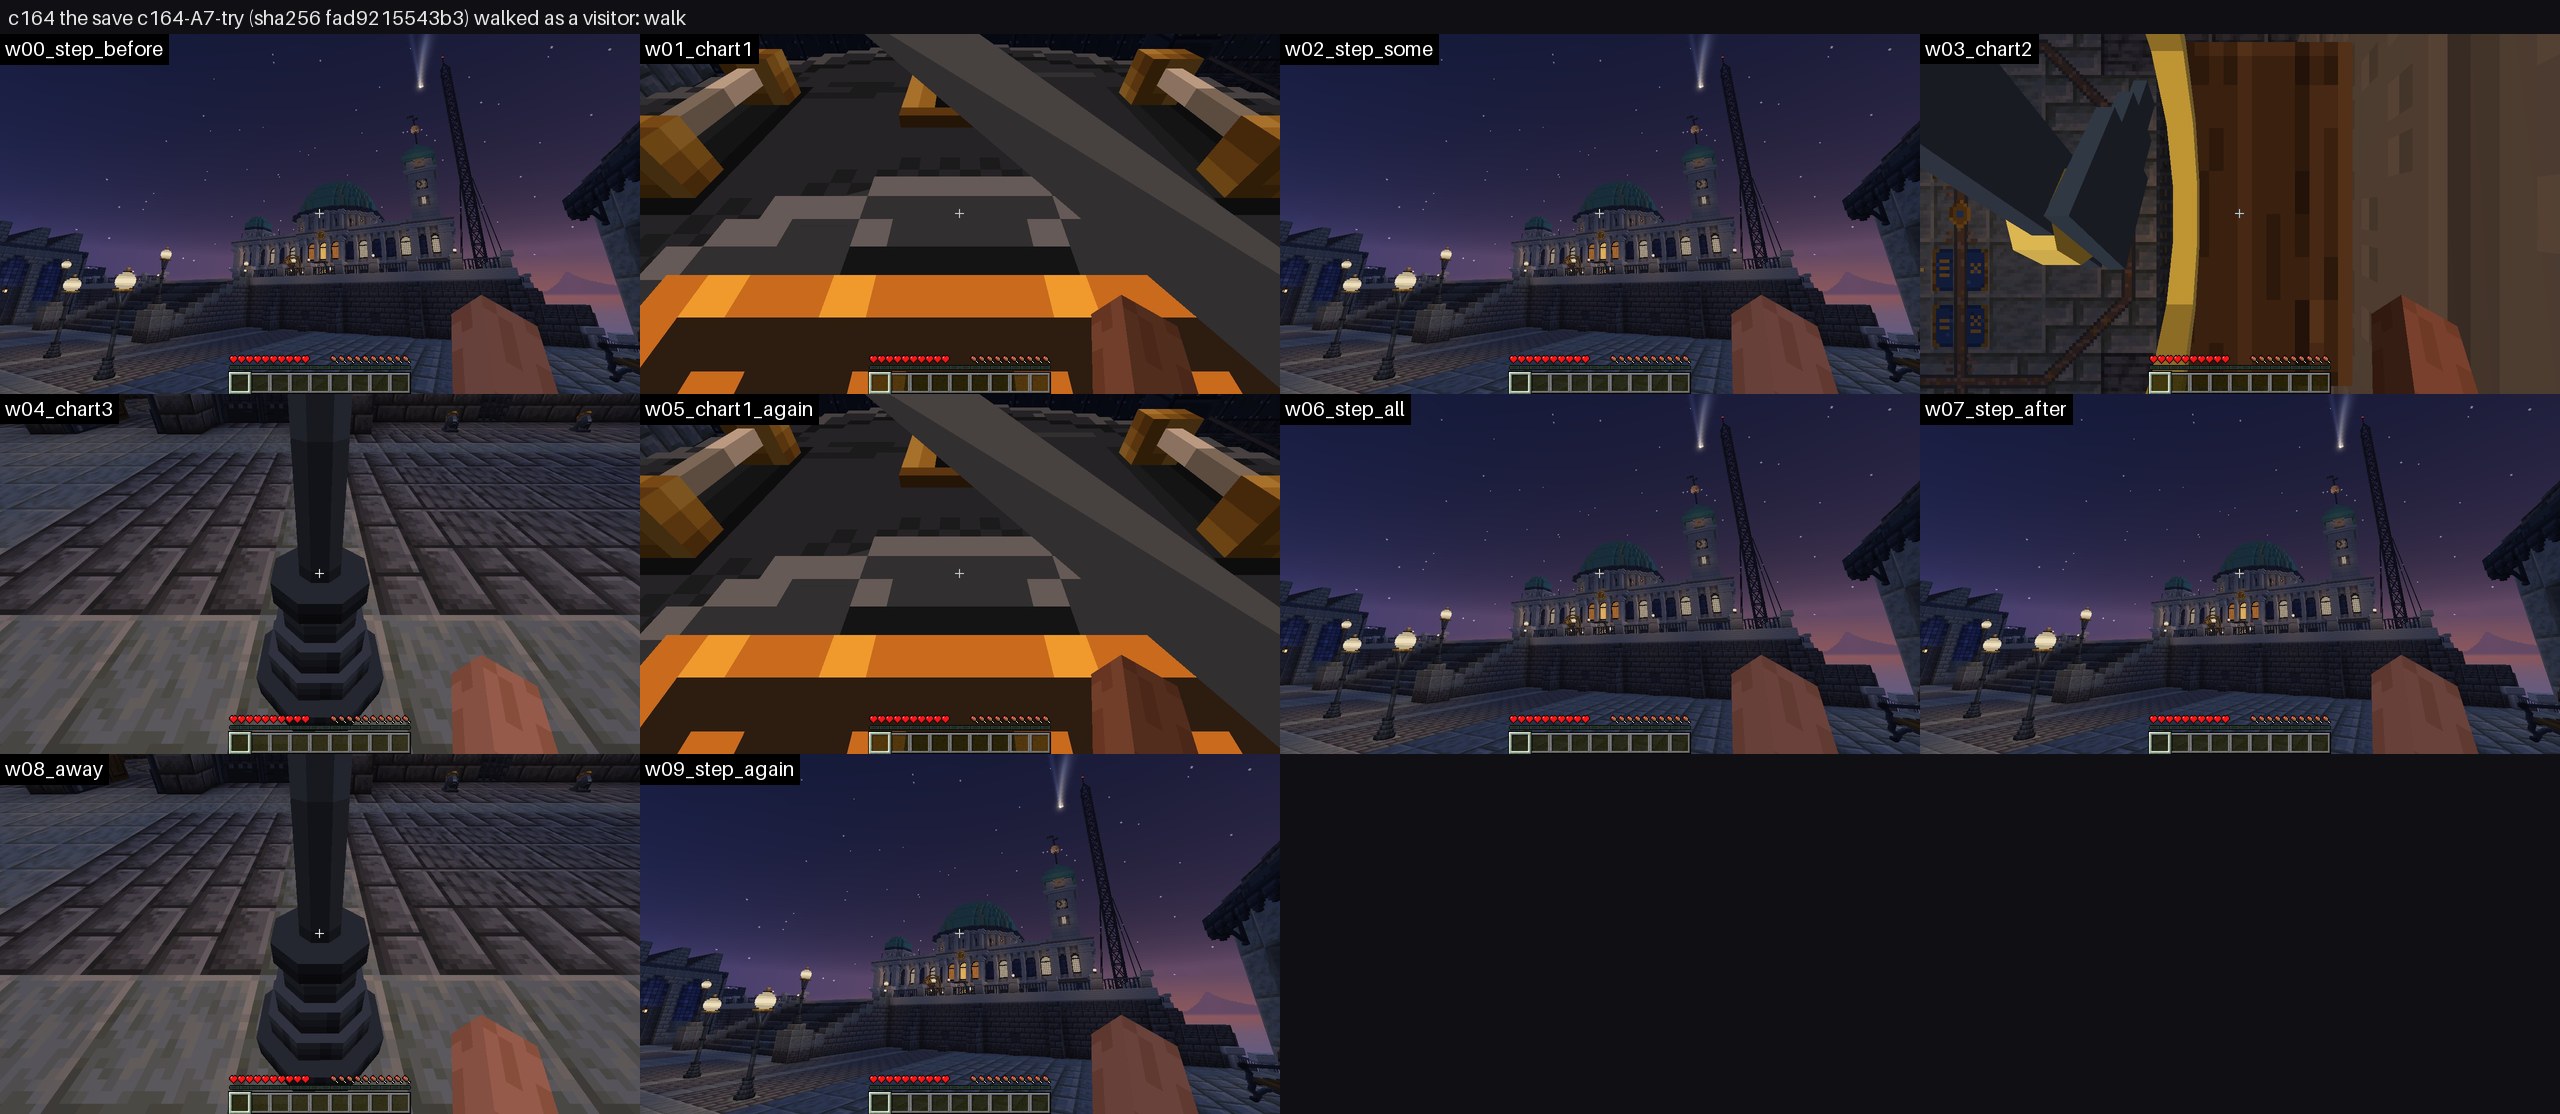 c164 the save c164-A7-try (sha256 fad9215543b3) walked as a visitor: walk
w00_step_before
w01_chart1
w02_step_some
w03_chart2
w04_chart3
w05_chart1_again
w06_step_all
w07_step_after
w08_away
w09_step_again